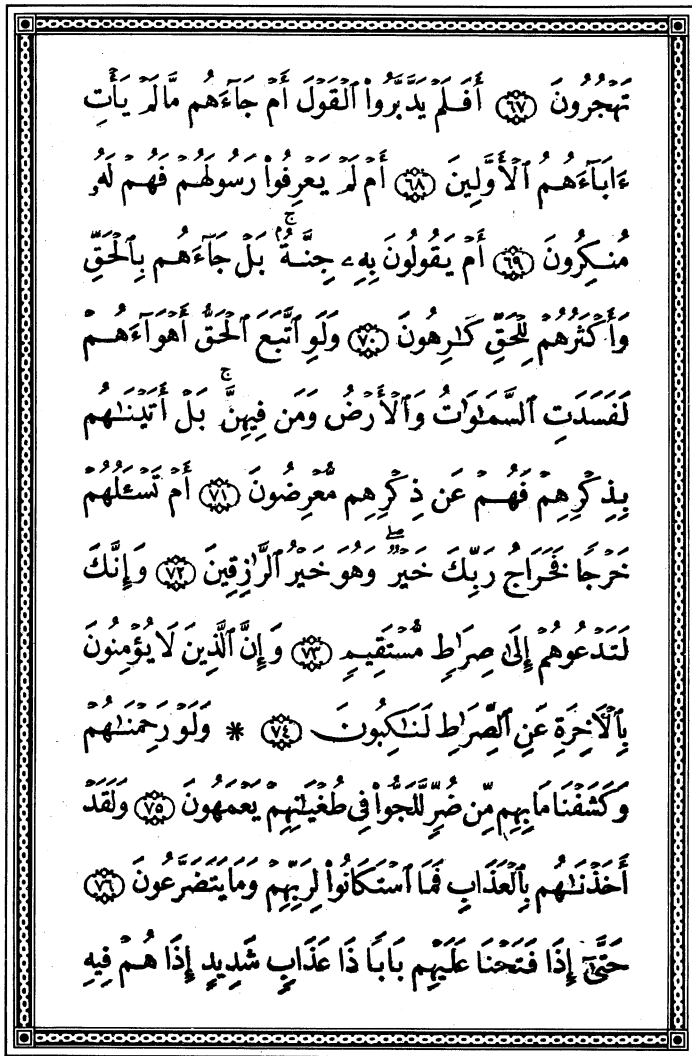 تَهْجُرُونَ ٦٧ أَفَلَمْ يَدَّبَّرُوا۟ ٱلْقَوْلَ أَمْ جَآءَهُم مَّا لَمْ يَأْتِ
ءَابَآءَهُمُ ٱلْأَوَّلِينَ ٦٨ أَمْ لَمْ يَعْرِفُوا۟ رَسُولَهُمْ فَهُمْ لَهُۥ
مُنكِرُونَ ٦٩ أَمْ يَقُولُونَ بِهِۦ جِنَّةٌۢ ۚ بَلْ جَآءَهُم بِٱلْحَقِّ
وَأَكْثَرُهُمْ لِلْحَقِّ كَٰرِهُونَ ٧٠ وَلَوِ ٱتَّبَعَ ٱلْحَقُّ أَهْوَآءَهُمْ
لَفَسَدَتِ ٱلسَّمَٰوَٰتُ وَٱلْأَرْضُ وَمَن فِيهِنَّ ۚ بَلْ أَتَيْنَٰهُم
بِذِكْرِهِمْ فَهُمْ عَن ذِكْرِهِم مُّعْرِضُونَ ٧١ أَمْ تَسْـَٔلُهُمْ
خَرْجًا فَخَرَاجُ رَبِّكَ خَيْرٌ ۖ وَهُوَ خَيْرُ ٱلرَّٰزِقِينَ ٧٢ وَإِنَّكَ
لَتَدْعُوهُمْ إِلَىٰ صِرَٰطٍ مُّسْتَقِيمٍ ٧٣ وَإِنَّ ٱلَّذِينَ لَا يُؤْمِنُونَ
بِٱلْءَاخِرَةِ عَنِ ٱلصِّرَٰطِ لَنَٰكِبُونَ ٧٤ * وَلَوْ رَحِمْنَٰهُمْ
وَكَشَفْنَا مَا بِهِم مِّن ضُرٍّ لَّلَجُّوا۟ فِى طُغْيَٰنِهِمْ يَعْمَهُونَ ٧٥ وَلَقَدْ
أَخَذْنَٰهُم بِٱلْعَذَابِ فَمَا ٱسْتَكَانُوا۟ لِرَبِّهِمْ وَمَا يَتَضَرَّعُونَ ٧٦
حَتَّىٰٓ إِذَا فَتَحْنَا عَلَيْهِم بَابًا ذَا عَذَابٍ شَدِيدٍ إِذَا هُمْ فِيهِ